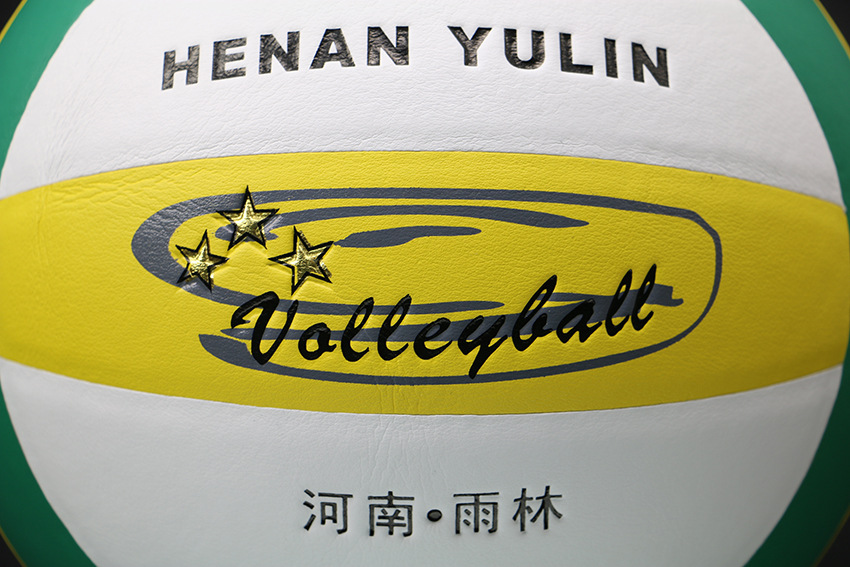 HENAN YULIN
Volleyball
河南·雨林